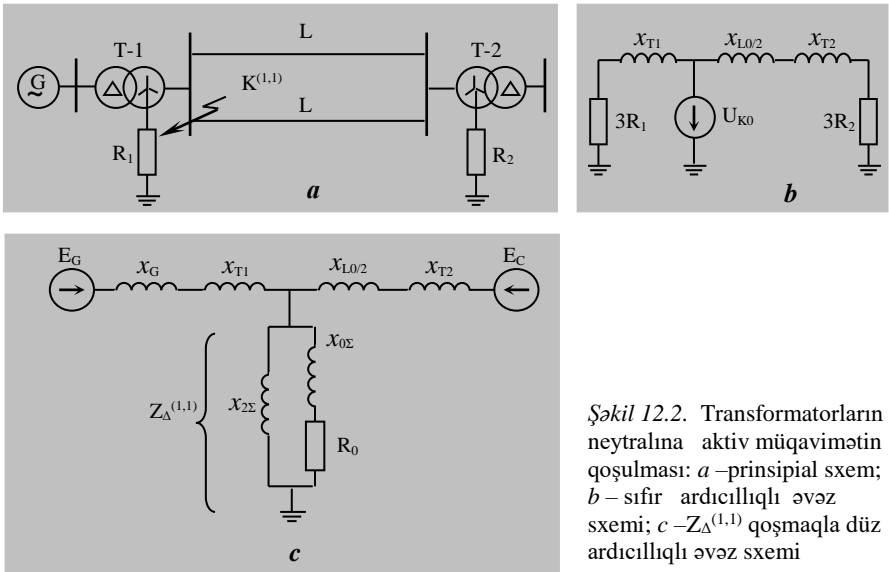 L
T-1
T-2
G
~
K(1,1)
L
R1
R2
a
xT1
xL0/2
xT2
3R1
UK0
3R2
b
EG
xG
xT1
xL0/2
xT2
EC
x0Σ
ZΔ(1,1)
x2Σ
R0
c
Şəkil 12.2. Transformatorların
neytralına aktiv müqavimətin
qoşulması: a –prinsipial sxem;
b – sıfır ardıcıllıqlı əvəz
sxemi; c –ZΔ(1,1) qoşmaqla düz
ardıcıllıqlı əvəz sxemi